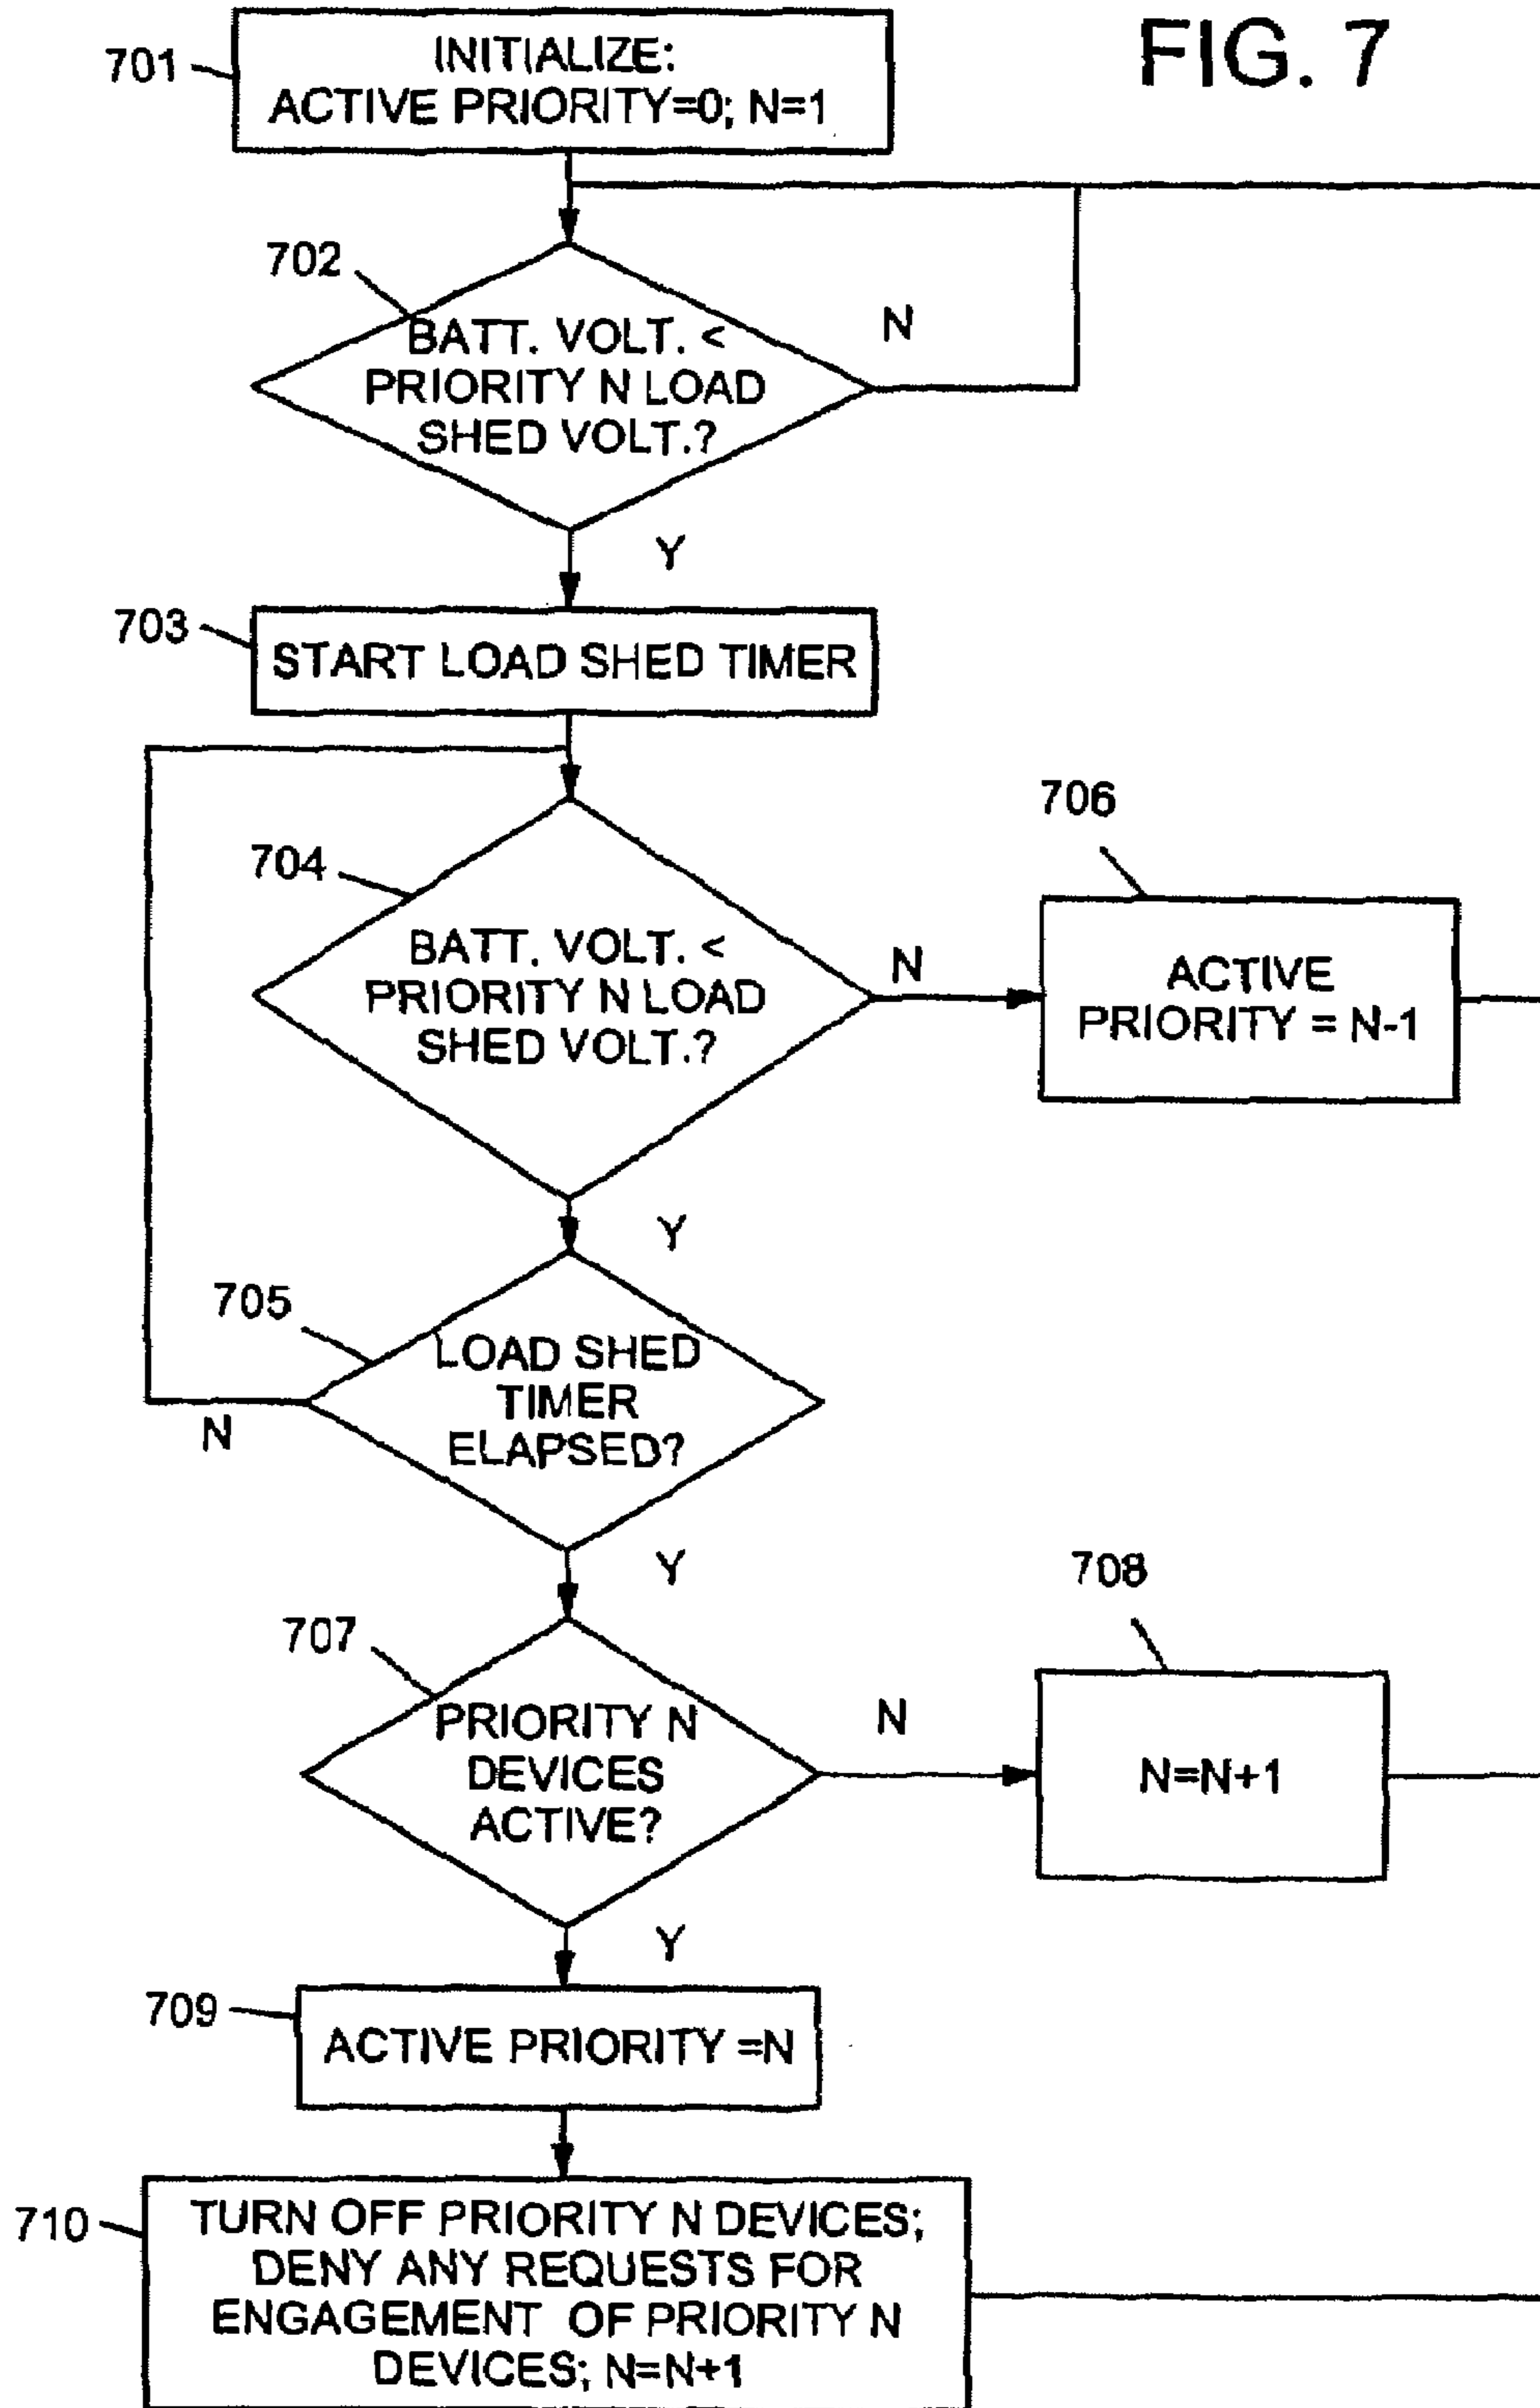 FIG. 7
701
INITIALIZE:
ACTIVE PRIORITY=0; N=1
702
BATT. VOLT. <
PRIORITY N LOAD
SHED VOLT.?
N
Y
703
START LOAD SHED TIMER
704
BATT. VOLT. <
PRIORITY N LOAD
SHED VOLT.?
N
706
ACTIVE
PRIORITY = N-1
Y
705
LOAD SHED
TIMER
ELAPSED?
N
Y
707
PRIORITY N
DEVICES
ACTIVE?
N
708
N=N+1
Y
709
ACTIVE PRIORITY =N
710
TURN OFF PRIORITY N DEVICES;
DENY ANY REQUESTS FOR
ENGAGEMENT OF PRIORITY N
DEVICES; N=N+1